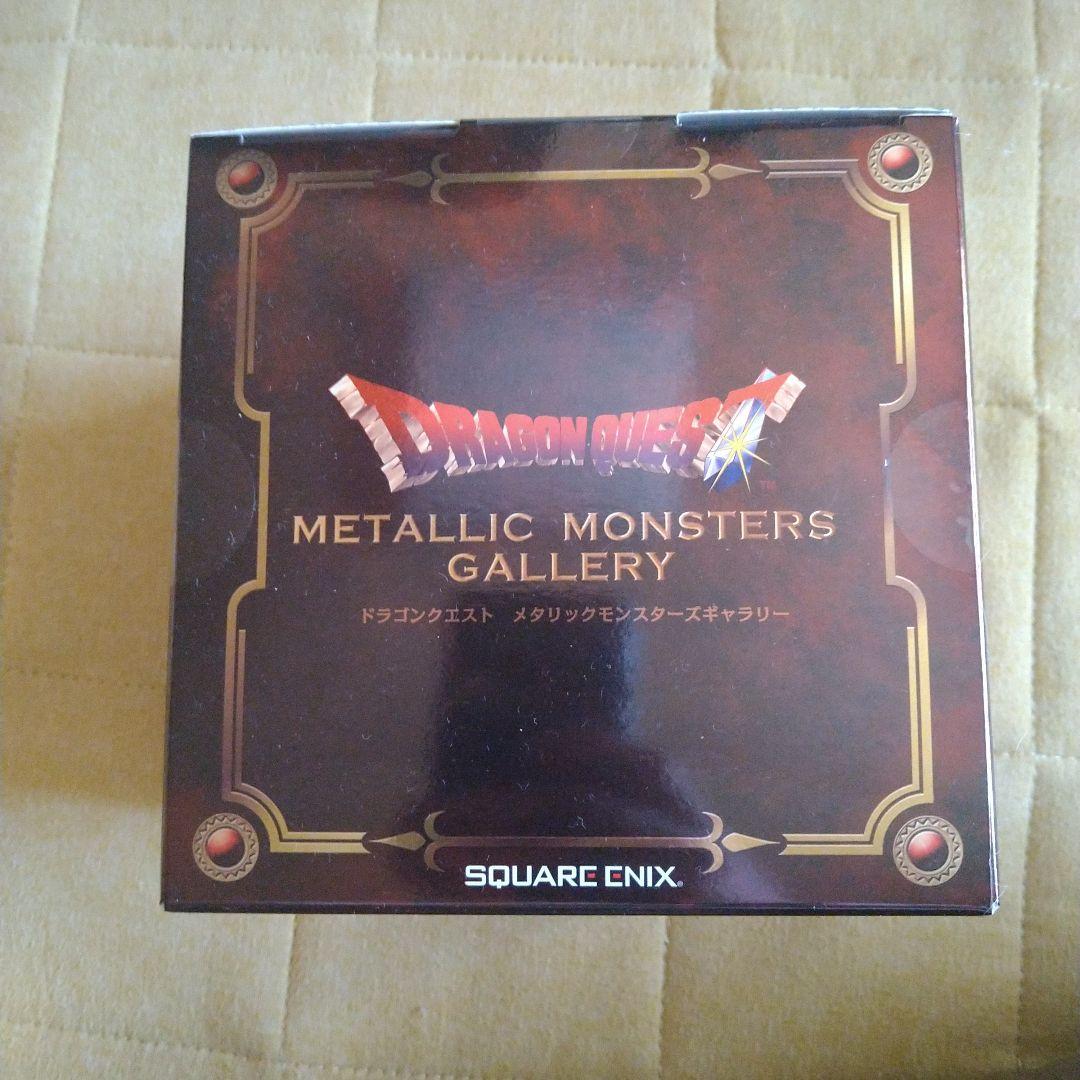 DRAGON QUEST™
METALLIC MONSTERS
GALLERY
ドラゴンクエスト メタリックモンスターズギャラリー
SQUARE ENIX®